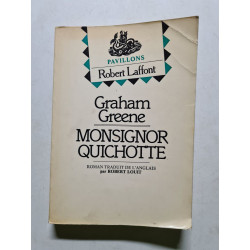 PAVILLONS
Robert Laffont
Graham
Greene
MONSIGNOR
QUICHOTTE
ROMAN TRADUIT DE L'ANGLAIS
par ROBERT LOUIT